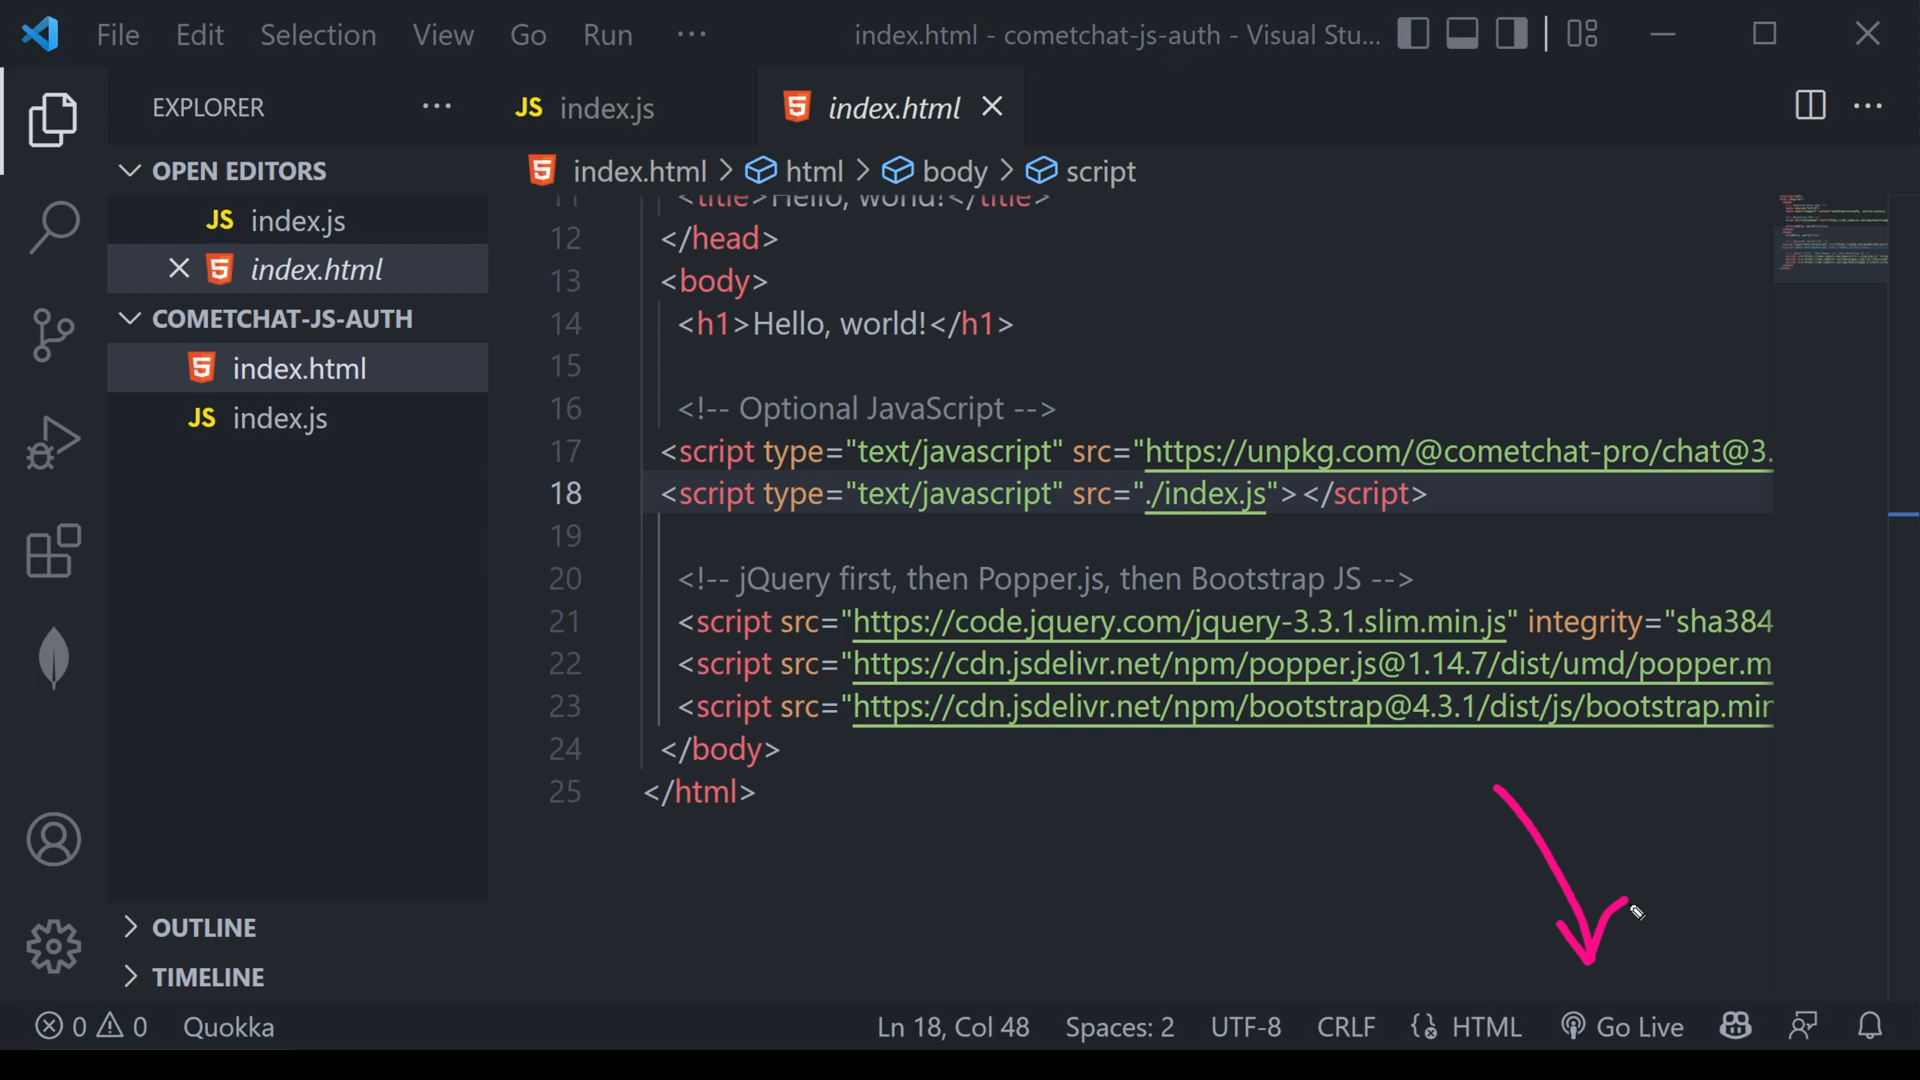 File Edit Selection View Go Run ··· index.html - cometchat-js-auth - Visual Stu...
EXPLORER ···
JS index.js
index.html
···
OPEN EDITORS
JS index.js
index.html
COMETCHAT-JS-AUTH
index.html
JS index.js
OUTLINE
TIMELINE
index.html > html > body > script
11 <title>Hello, world!</title>
12 </head>
13 <body>
14 <h1>Hello, world!</h1>
15
16 <!-- Optional JavaScript -->
17 <script type="text/javascript" src="https://unpkg.com/@cometchat-pro/chat@3.
18 <script type="text/javascript" src="./index.js"></script>
19
20 <!-- jQuery first, then Popper.js, then Bootstrap JS -->
21 <script src="https://code.jquery.com/jquery-3.3.1.slim.min.js" integrity="sha384
22 <script src="https://cdn.jsdelivr.net/npm/popper.js@1.14.7/dist/umd/popper.m
23 <script src="https://cdn.jsdelivr.net/npm/bootstrap@4.3.1/dist/js/bootstrap.min
24 </body>
25 </html>
0 0 Quokka Ln 18, Col 48 Spaces: 2 UTF-8 CRLF HTML Go Live